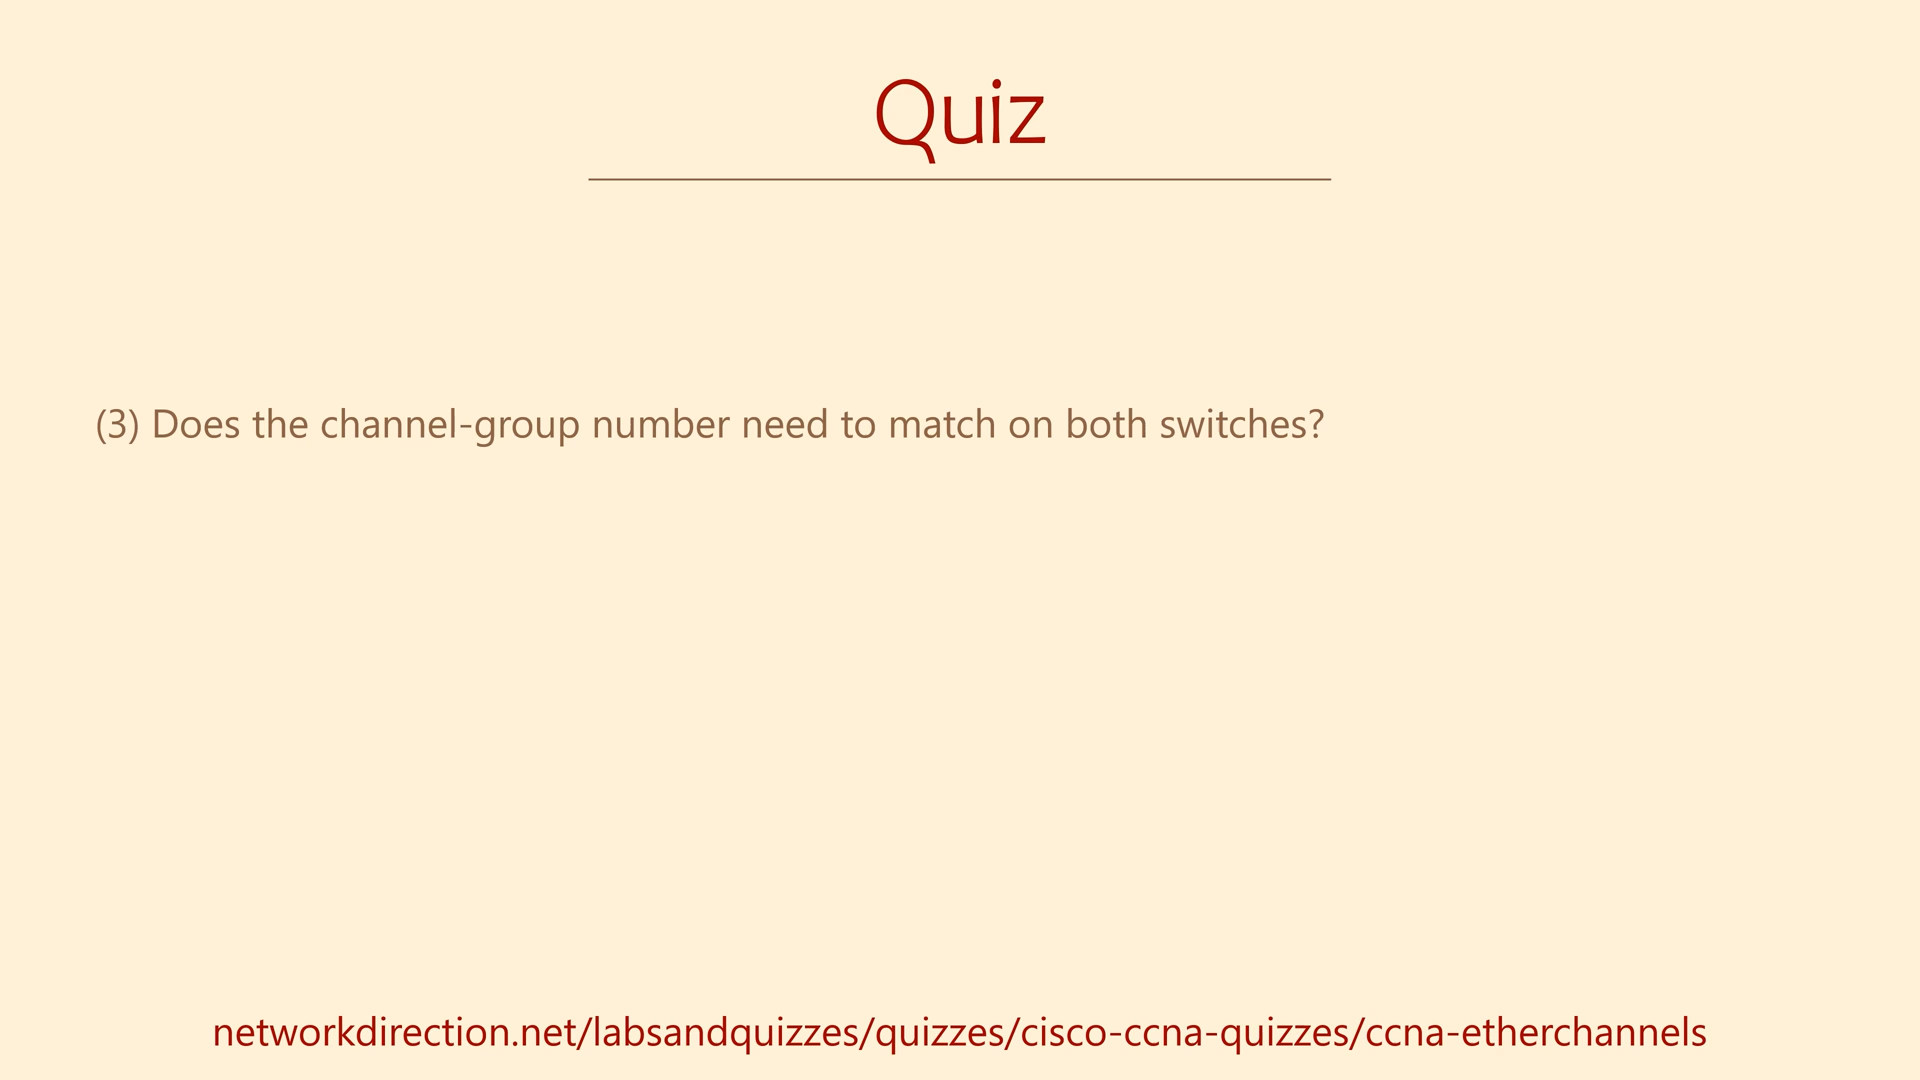 Quiz
(3) Does the channel-group number need to match on both switches?
networkdirection.net/labsandquizzes/quizzes/cisco-ccna-quizzes/ccna-etherchannels